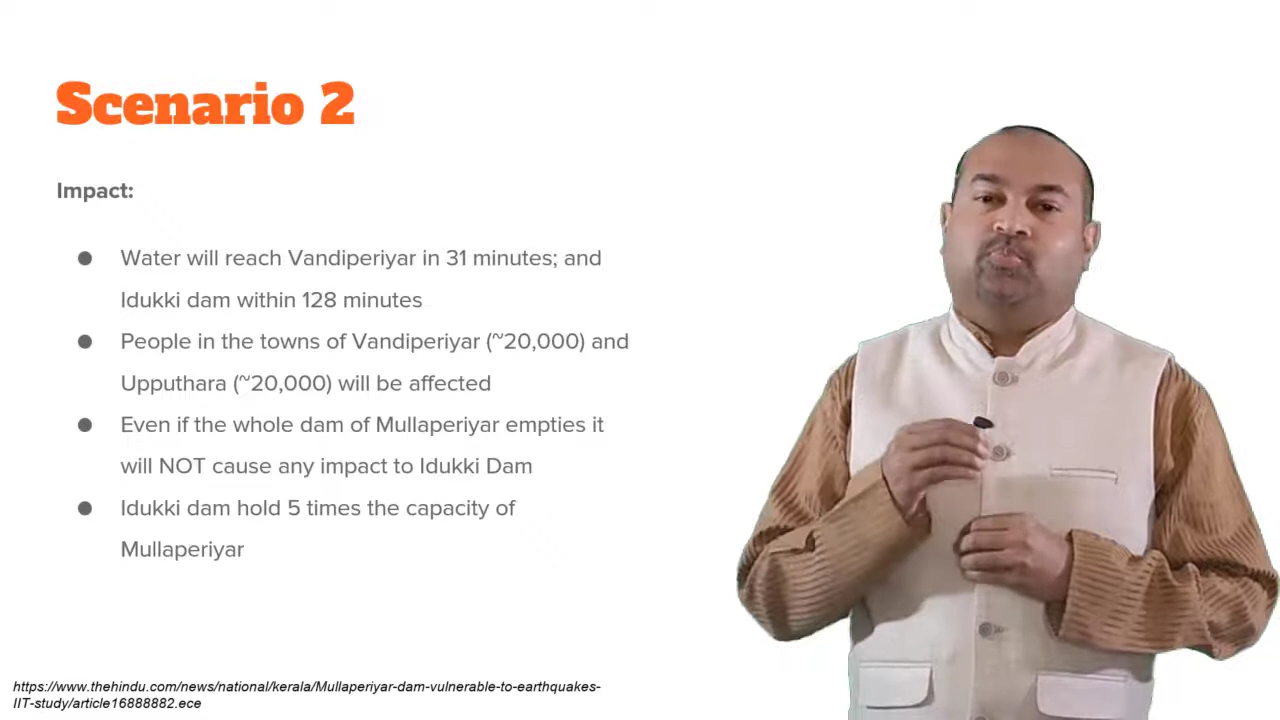 Scenario 2
Impact:
● Water will reach Vandiperiyar in 31 minutes; and
Idukki dam within 128 minutes
● People in the towns of Vandiperiyar (~20,000) and
Upputhara (~20,000) will be affected
● Even if the whole dam of Mullaperiyar empties it
will NOT cause any impact to Idukki Dam
● Idukki dam hold 5 times the capacity of
Mullaperiyar
https://www.thehindu.com/news/national/kerala/Mullaperiyar-dam-vulnerable-to-earthquakes-
IIT-study/article16888882.ece